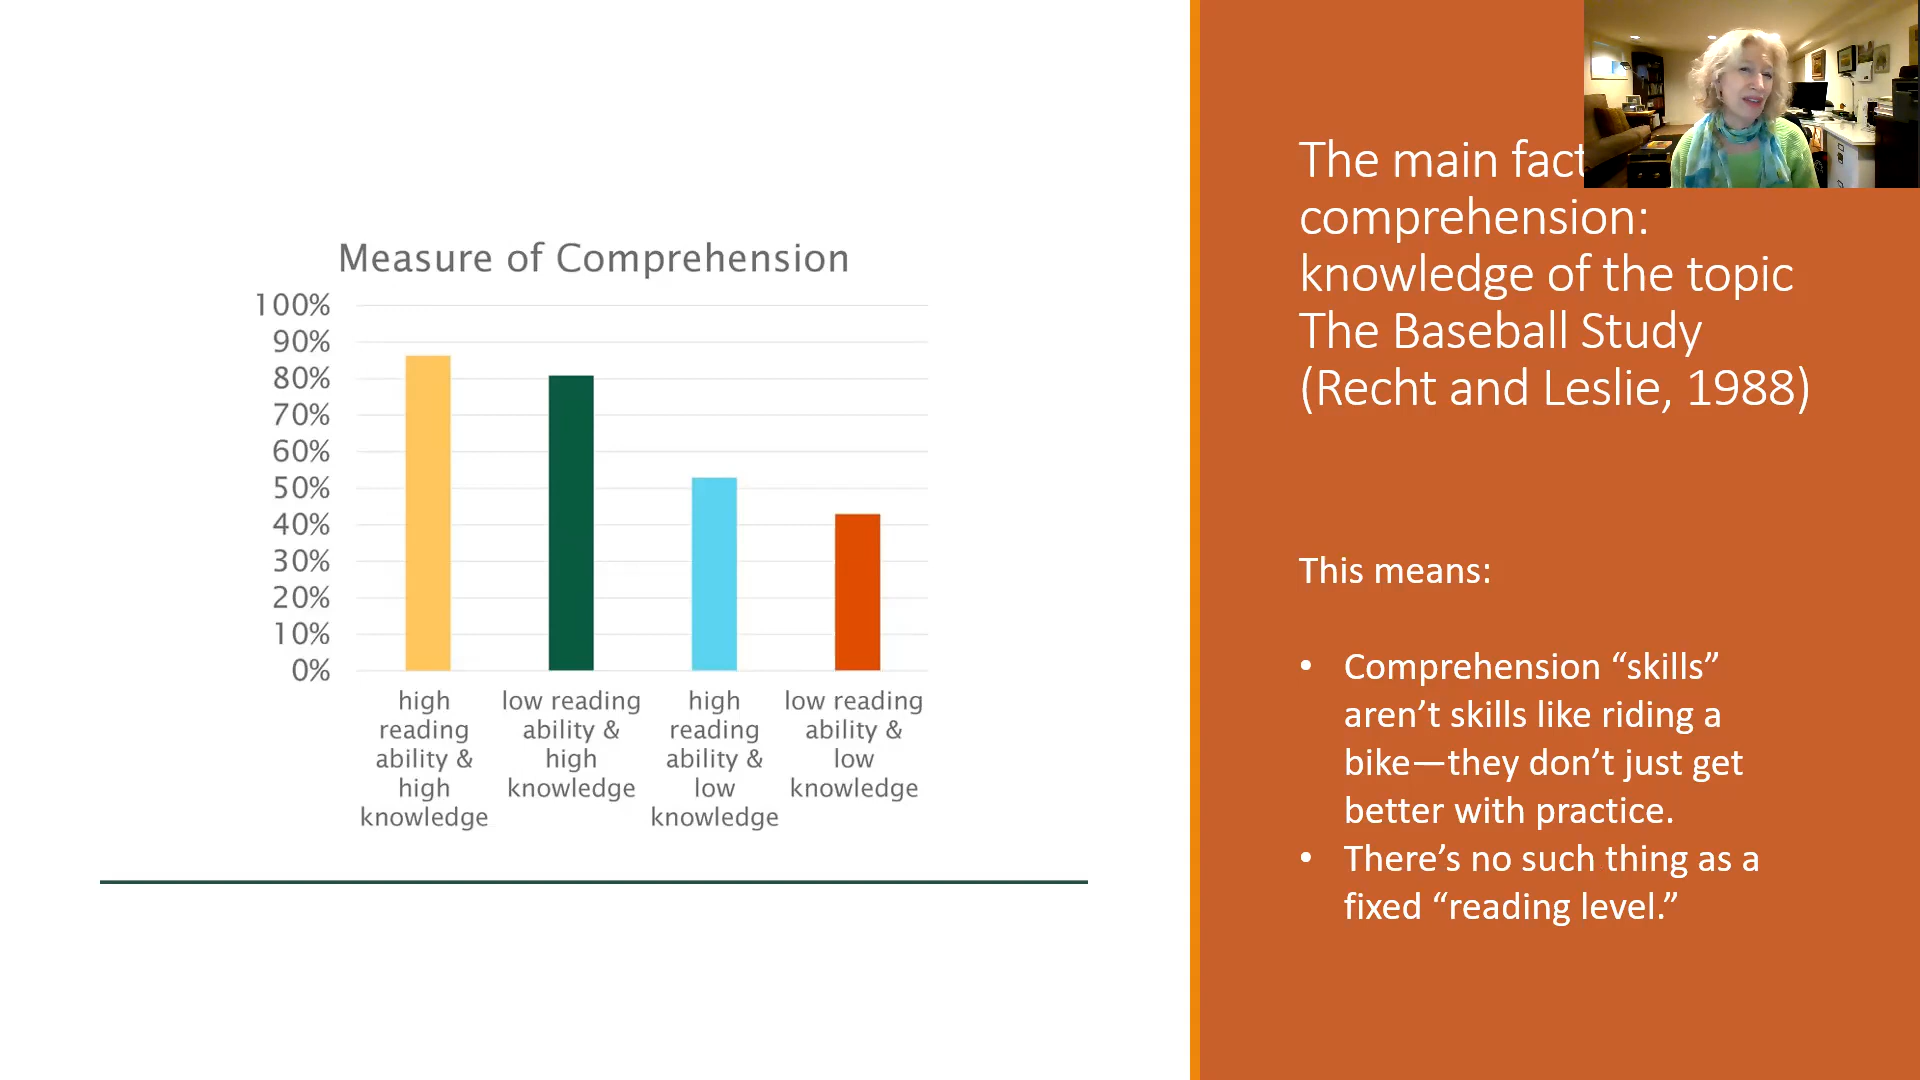 Measure of Comprehension
100%
90%
80%
70%
60%
50%
40%
30%
20%
10%
0%
high
reading
ability &
high
knowledge
low reading
ability &
high
knowledge
high
reading
ability &
low
knowledge
low reading
ability &
low
knowledge
The main
comprehension:
knowledge of the topic
The Baseball Study
(Recht and Leslie, 1988)
This means:
• Comprehension “skills”
aren’t skills like riding a
bike—they don’t just get
better with practice.
• There’s no such thing as a
fixed “reading level.”